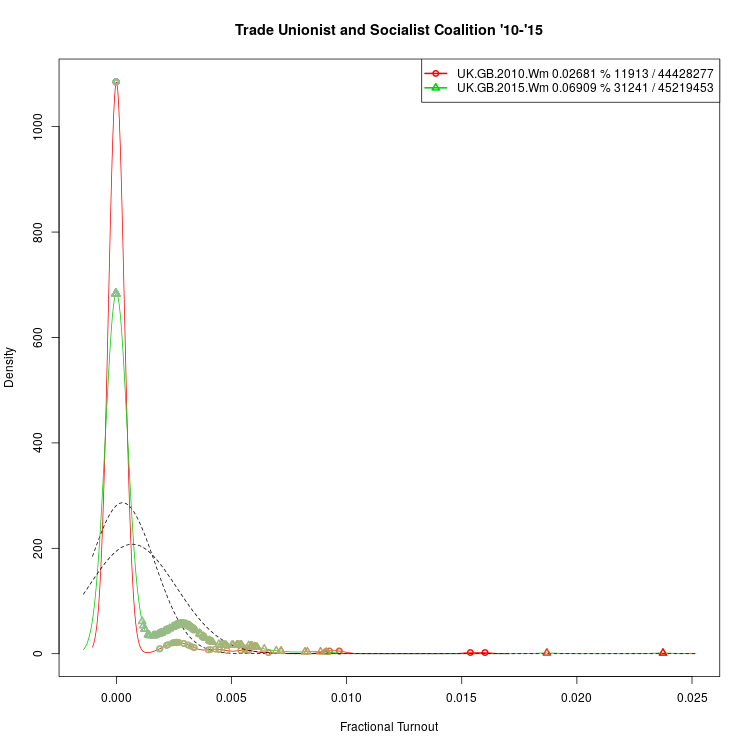 Trade Unionist and Socialist Coalition '10-'15
UK.GB.2010.Wm 0.02681 % 11913 / 44428277
UK.GB.2015.Wm 0.06909 % 31241 / 45219453
Density
1000
800
600
400
200
0
0.000 0.005 0.010 0.015 0.020 0.025
Fractional Turnout